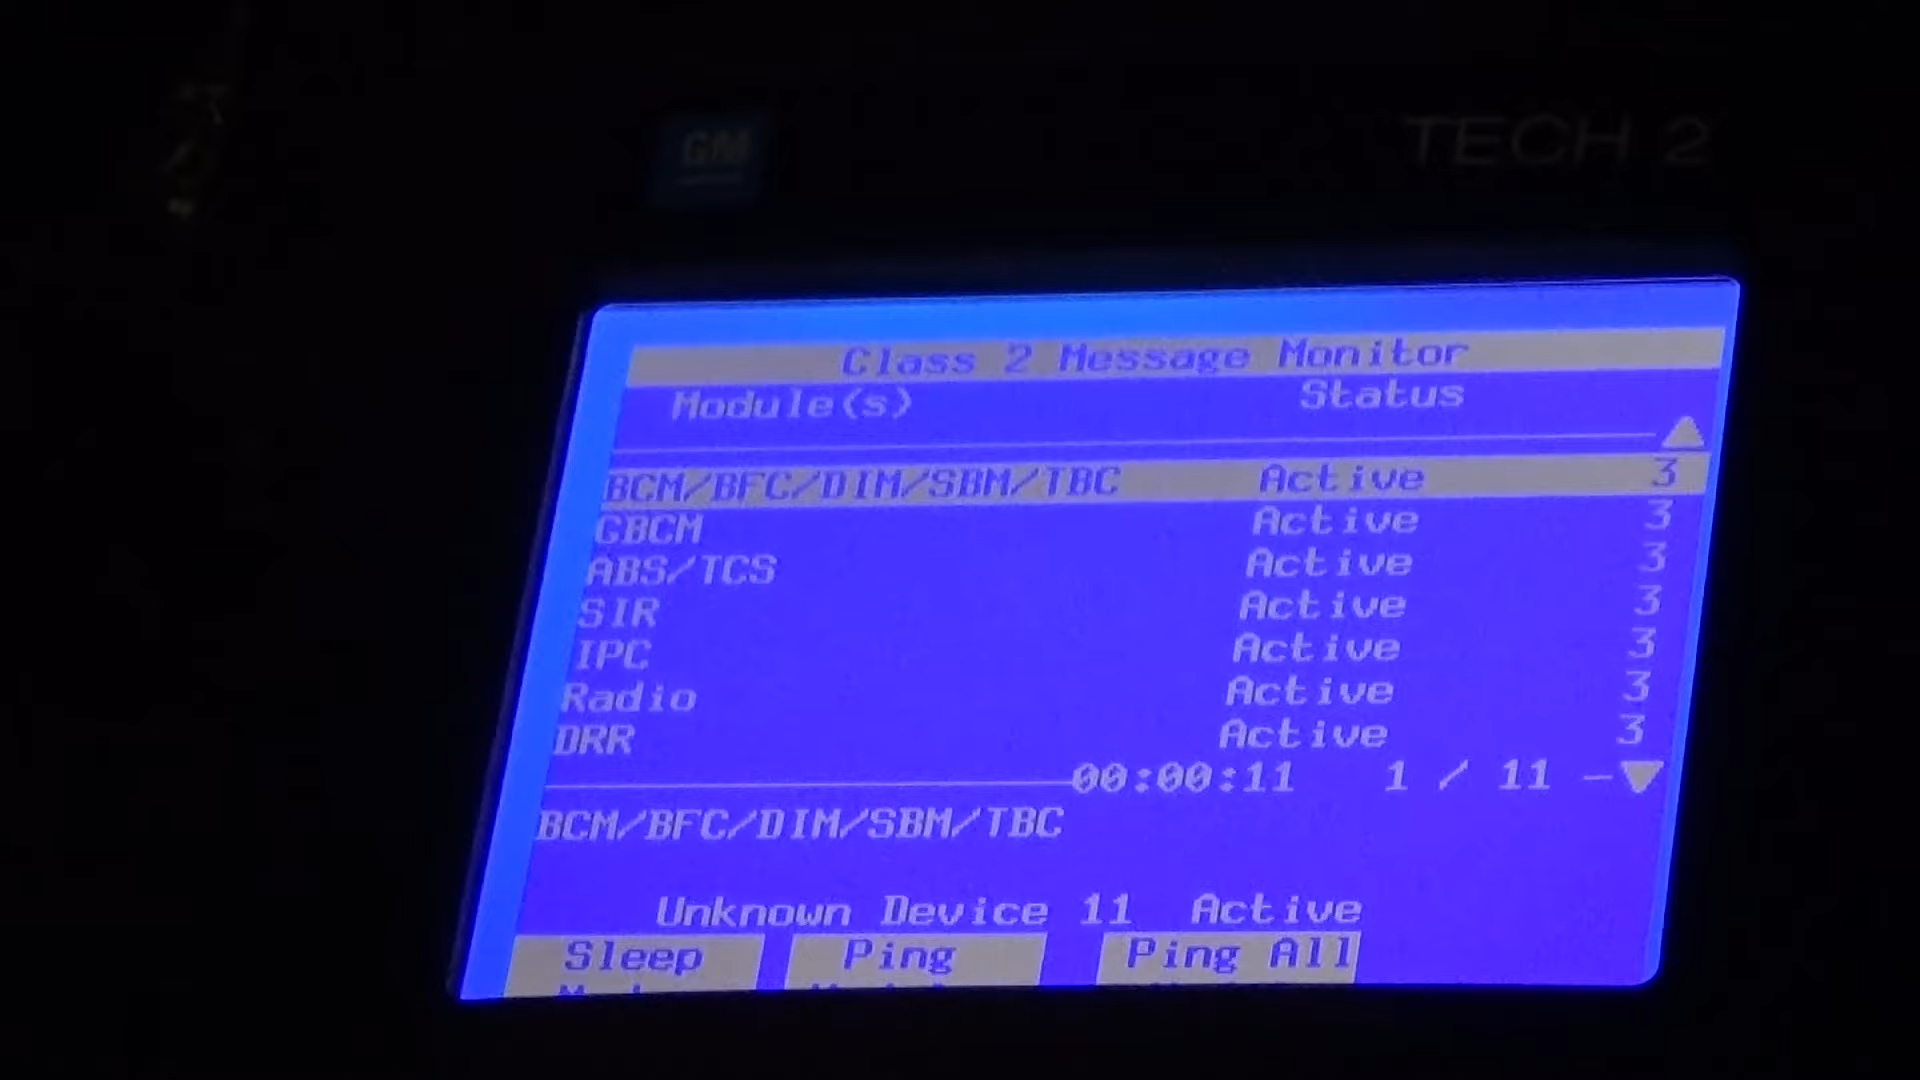 GM TECH 2
Class 2 Message Monitor
Module(s) Status
BCM/BFC/DIM/SBM/TBC Active 3
GBCM Active 3
ABS/TCS Active 3
SIR Active 3
IPC Active 3
Radio Active 3
DRR Active 3
00:00:11 1 / 11
BCM/BFC/DIM/SBM/TBC
Unknown Device 11 Active
Sleep Ping Ping All